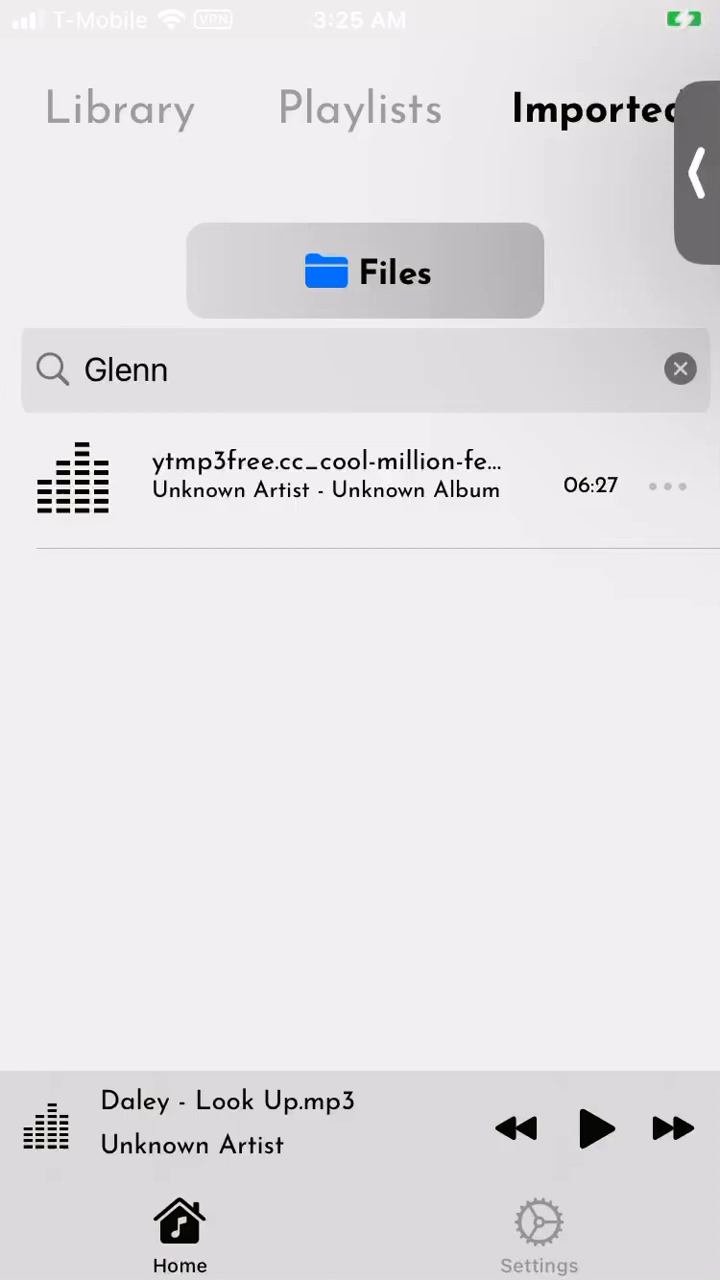 T-Mobile VPN 3:25 AM
Library Playlists Imported
Files
Glenn
ytmp3free.cc_cool-million-fe...
Unknown Artist - Unknown Album
06:27
Daley - Look Up.mp3
Unknown Artist
Home Settings